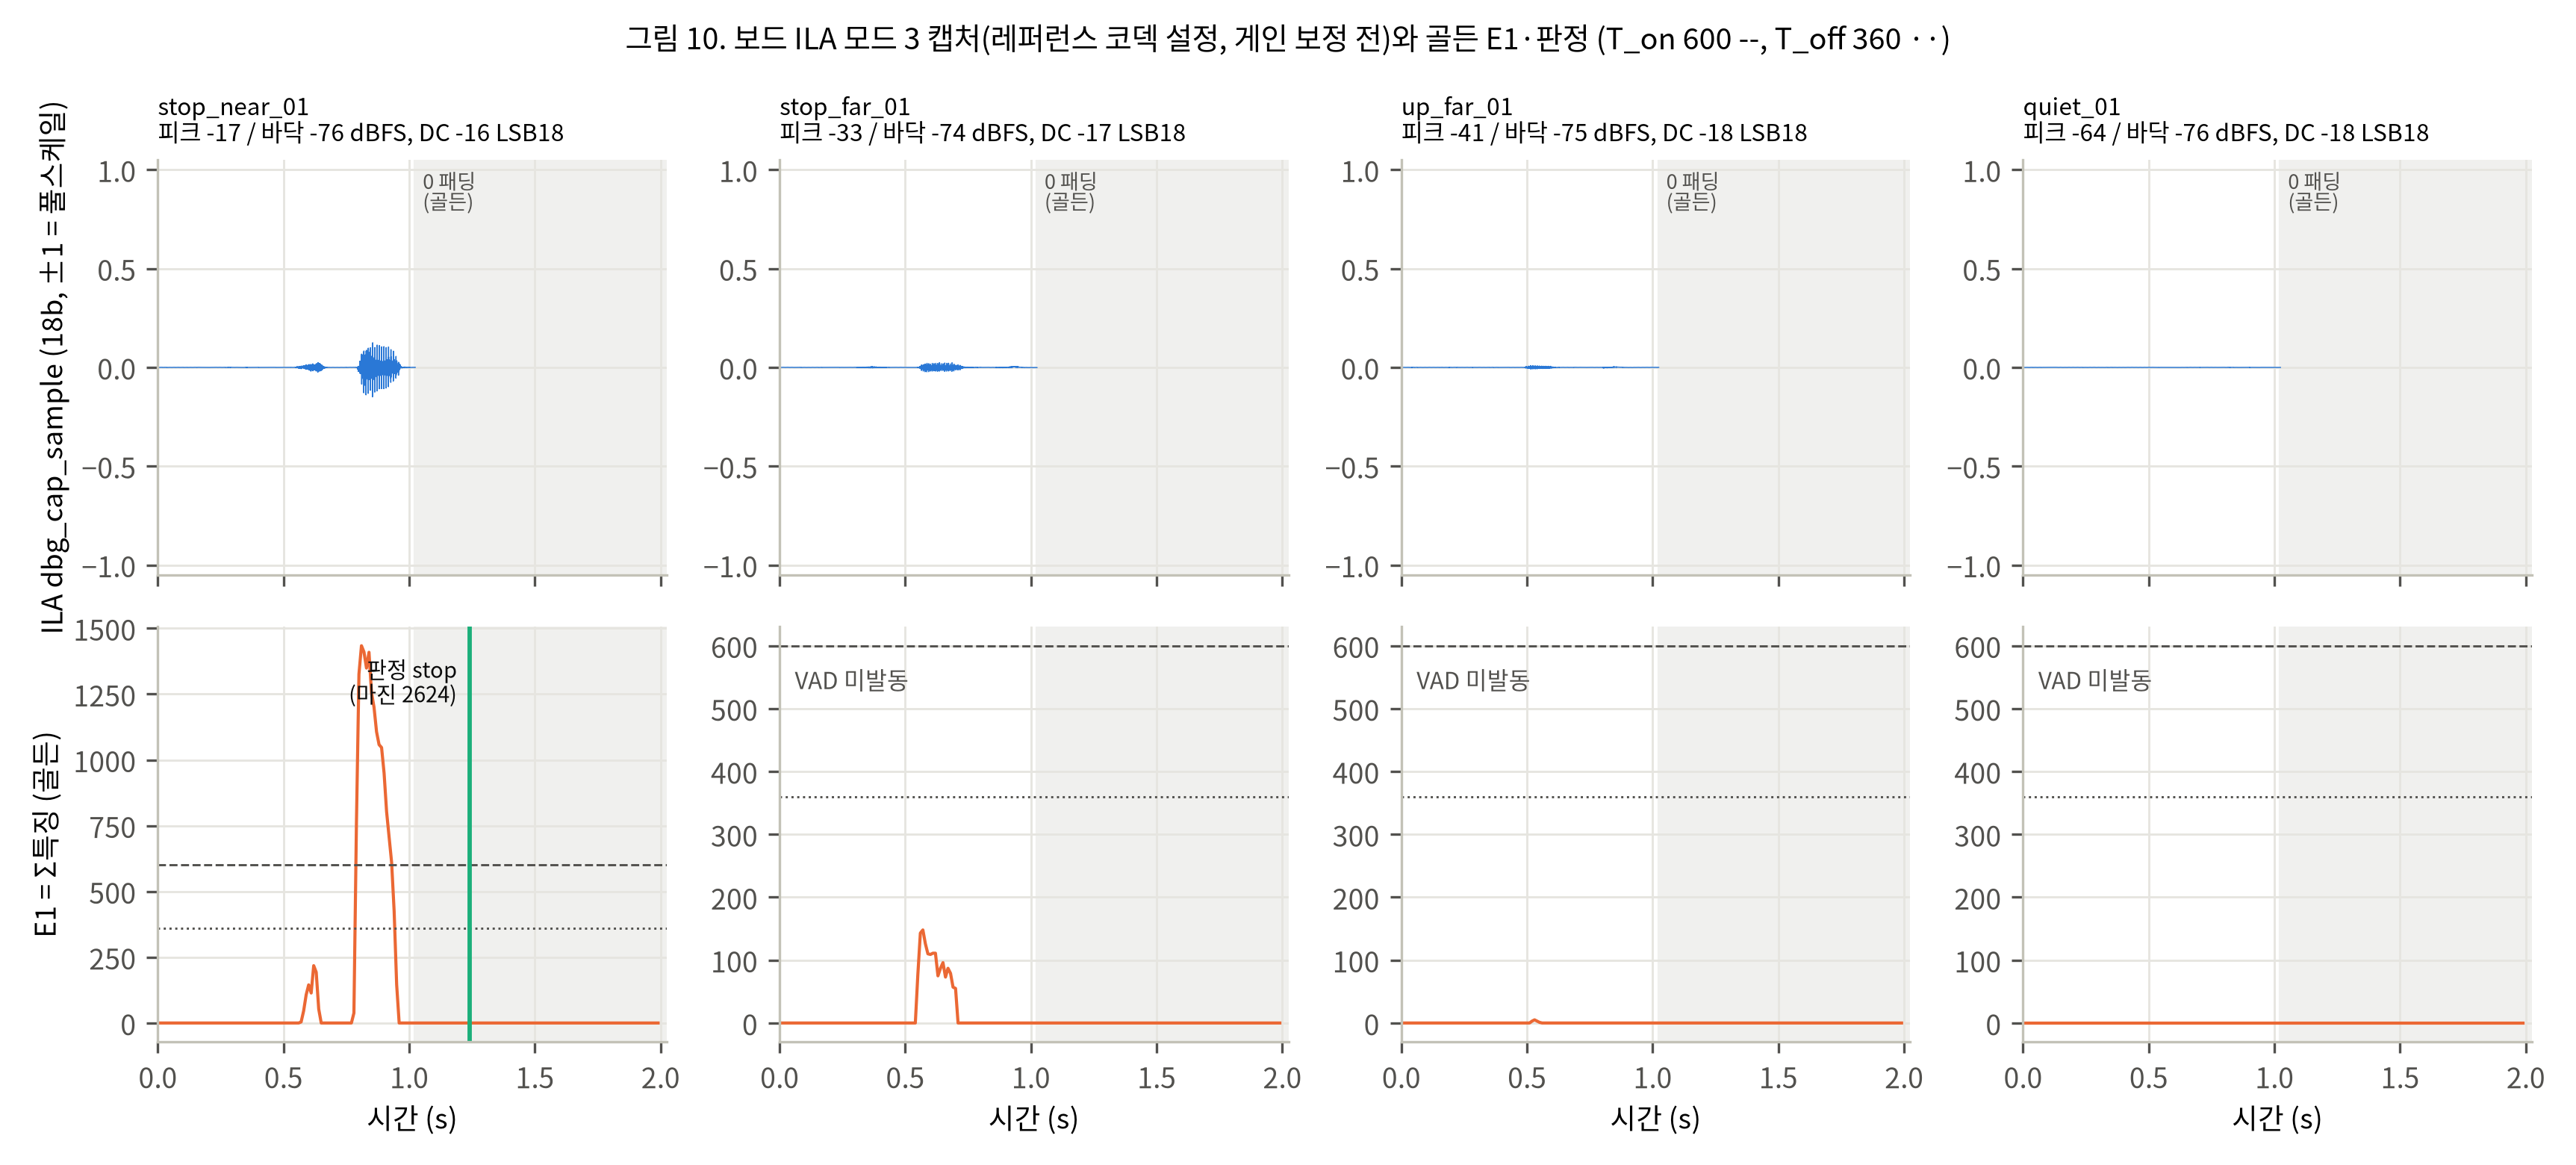 그림 10. 보드 ILA 모드 3 캡처(레퍼런스 코덱 설정, 게인 보정 전)와 골든 E1·판정 (T_on 600 --, T_off 360 ··)
ILA dbg_cap_sample (18b, ±1 = 풀스케일)
stop_near_01
피크 -17 / 바닥 -76 dBFS, DC -16 LSB18
1.0
0.5
0.0
−0.5
−1.0
0 패딩
(골든)
stop_far_01
피크 -33 / 바닥 -74 dBFS, DC -17 LSB18
1.0
0.5
0.0
−0.5
−1.0
0 패딩
(골든)
up_far_01
피크 -41 / 바닥 -75 dBFS, DC -18 LSB18
1.0
0.5
0.0
−0.5
−1.0
0 패딩
(골든)
quiet_01
피크 -64 / 바닥 -76 dBFS, DC -18 LSB18
1.0
0.5
0.0
−0.5
−1.0
0 패딩
(골든)
E1 = Σ특징 (골든)
1500
1250
1000
750
500
250
0
판정 stop
(마진 2624)
0.0 0.5 1.0 1.5 2.0
시간 (s)
600
500
400
300
200
100
0
VAD 미발동
0.0 0.5 1.0 1.5 2.0
시간 (s)
600
500
400
300
200
100
0
VAD 미발동
0.0 0.5 1.0 1.5 2.0
시간 (s)
600
500
400
300
200
100
0
VAD 미발동
0.0 0.5 1.0 1.5 2.0
시간 (s)